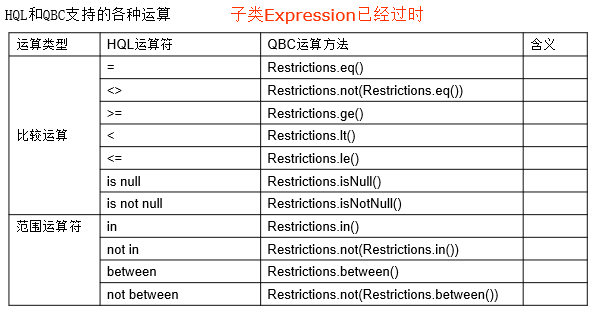 HQL和QBC支持的各种运算 子类Expression已经过时
运算类型 HQL运算符 QBC运算方法 含义
比较运算 = Restrictions.eq()
<> Restrictions.not(Restrictions.eq())
>= Restrictions.ge()
< Restrictions.lt()
<= Restrictions.le()
is null Restrictions.isNull()
is not null Restrictions.isNotNull()
范围运算符 in Restrictions.in()
not in Restrictions.not(Restrictions.in())
between Restrictions.between()
not between Restrictions.not(Restrictions.between())